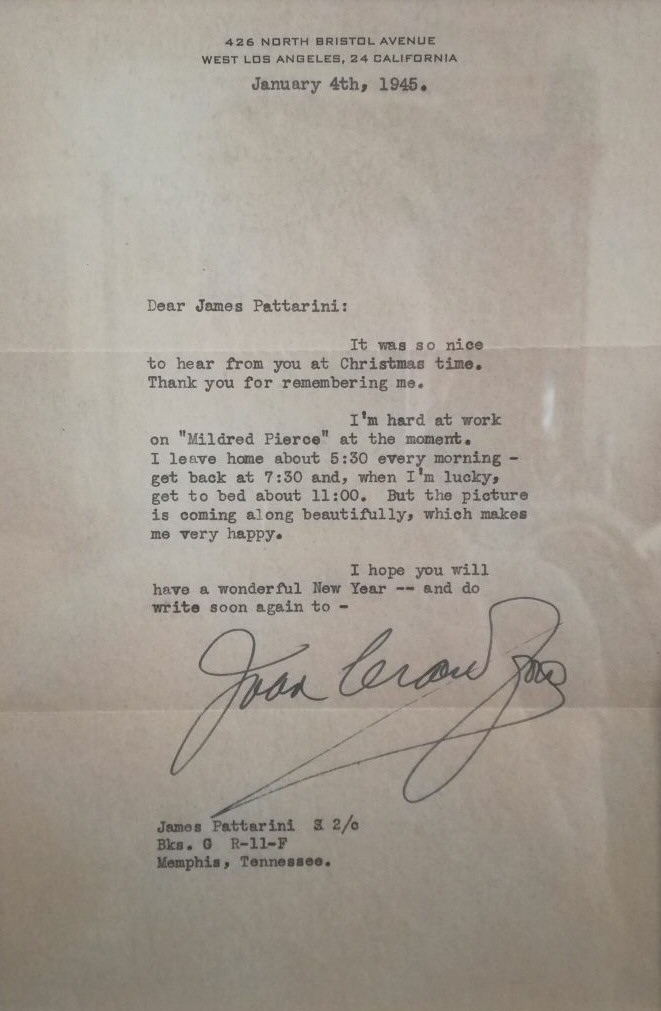 426 NORTH BRISTOL AVENUE
WEST LOS ANGELES, 24 CALIFORNIA
January 4th, 1945.
Dear James Pattarini:
It was so nice
to hear from you at Christmas time.
Thank you for remembering me.
I'm hard at work
on "Mildred Pierce" at the moment.
I leave home about 5:30 every morning -
get back at 7:30 and, when I'm lucky,
get to bed about 11:00. But the picture
is coming along beautifully, which makes
me very happy.
I hope you will
have a wonderful New Year -- and do
write soon again to -
Joan Crawford
James Pattarini S 2/c
Bks. G R-11-F
Memphis, Tennessee.